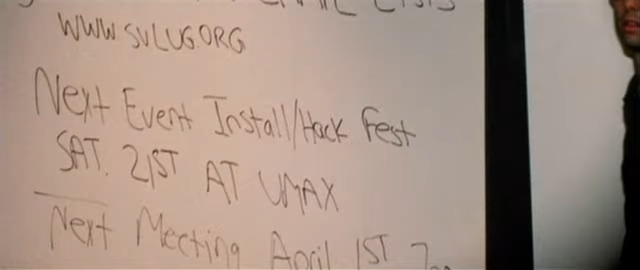 WWW.SVLUG.ORG
Next Event Install/Hack Fest
SAT. 21ST AT UMAX
Next Meeting April 1ST